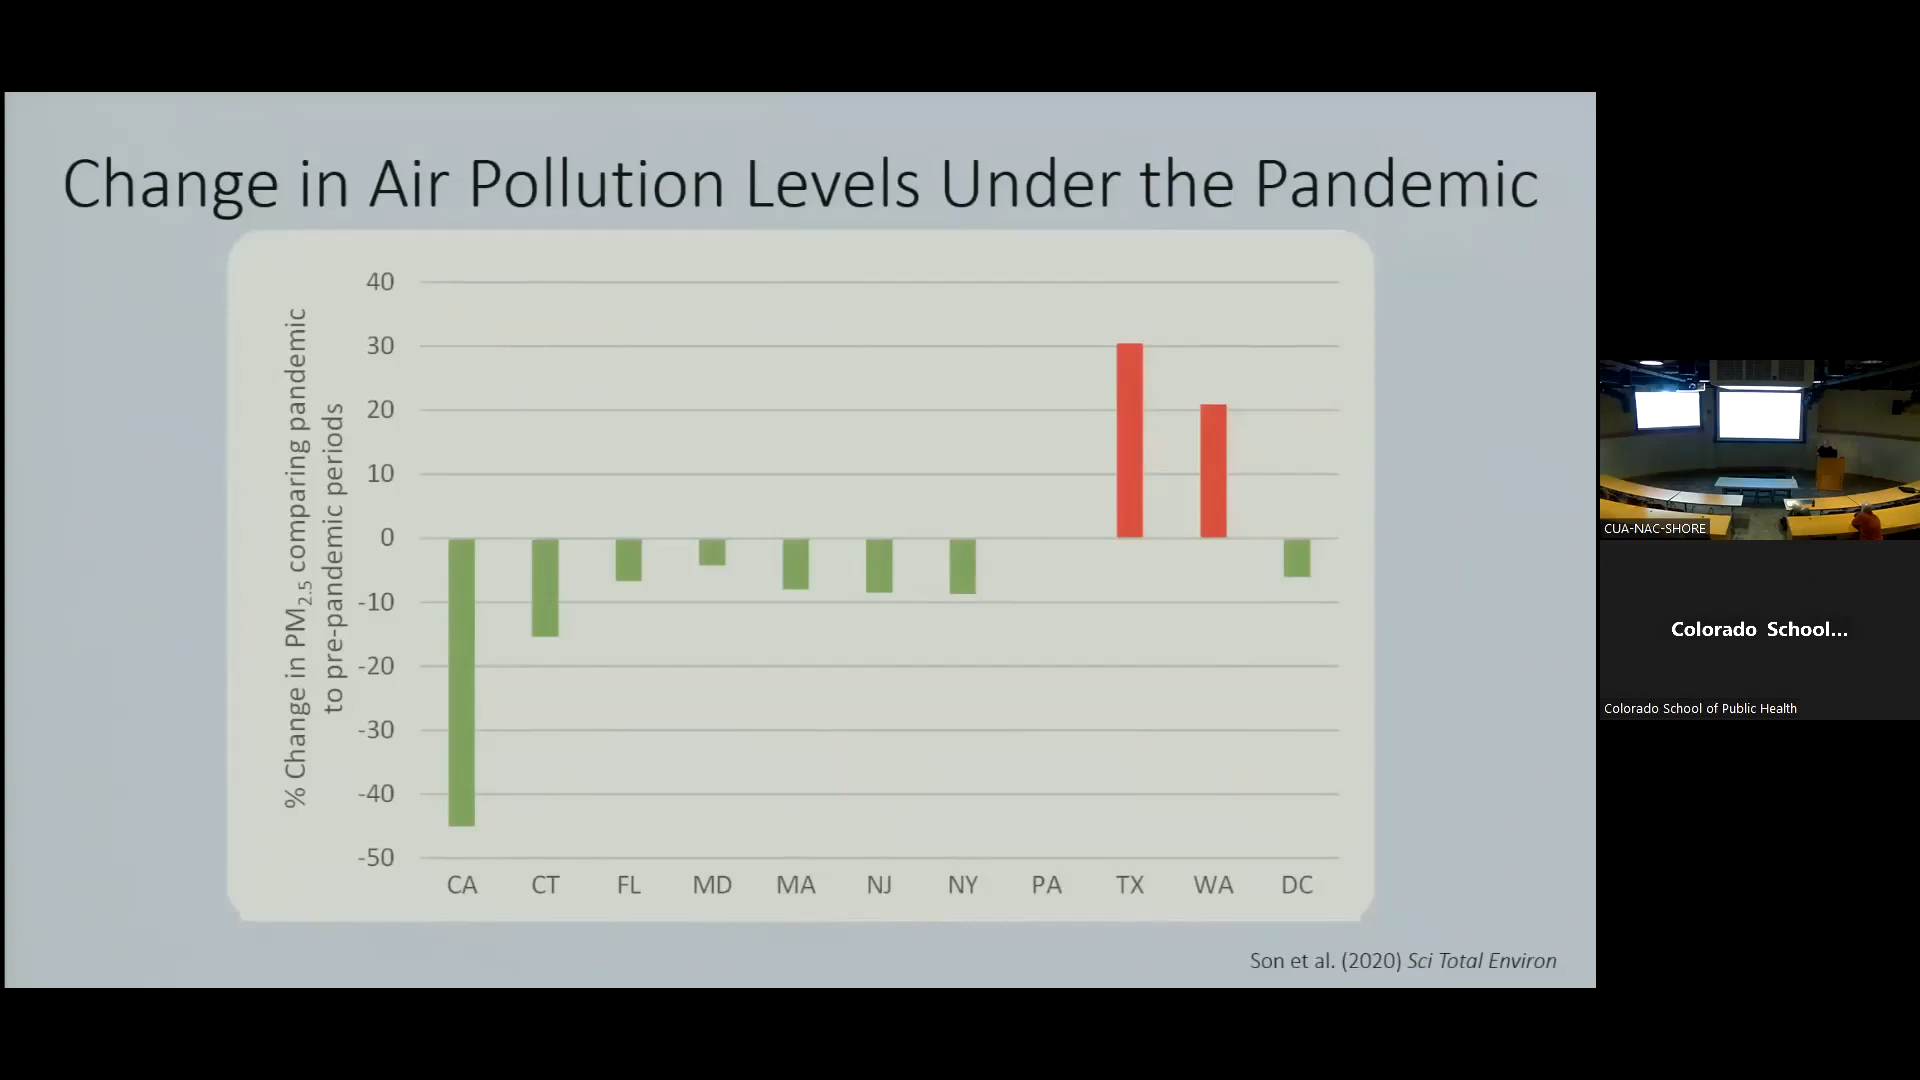 Change in Air Pollution Levels Under the Pandemic
% Change in PM2.5 comparing pandemic
to pre-pandemic periods
40
30
20
10
0
-10
-20
-30
-40
-50
CA CT FL MD MA NJ NY PA TX WA DC
Son et al. (2020) Sci Total Environ
CUA-NAC-SHORE
Colorado School...
Colorado School of Public Health